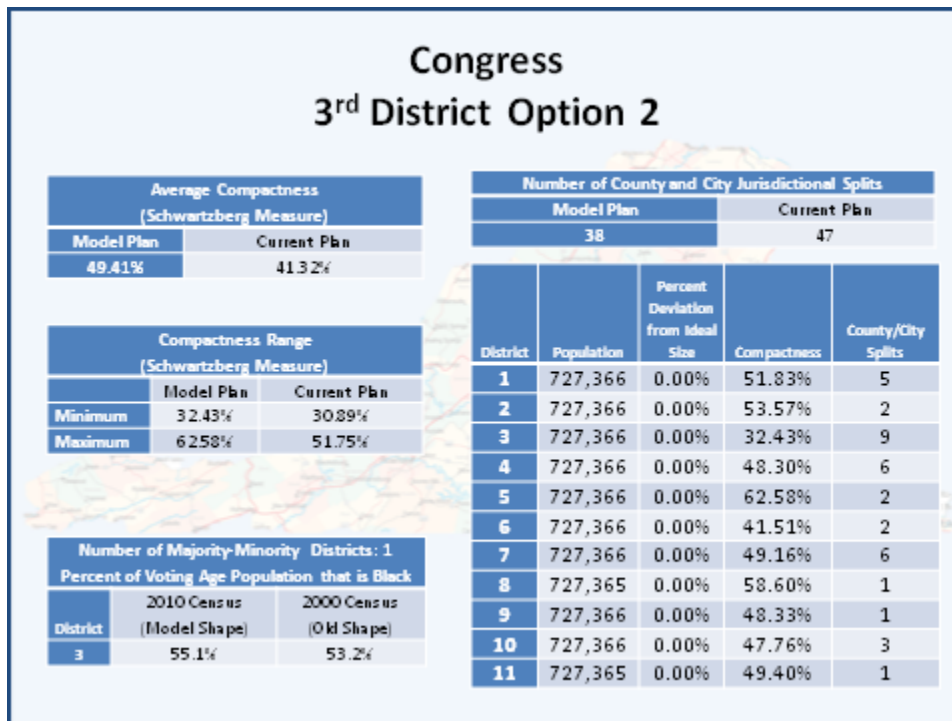 Congress
3rd District Option 2
Average Compactness
(Schwartzberg Measure)
Model Plan Current Plan
49.41% 41.32%
Compactness Range
(Schwartzberg Measure)
Model Plan Current Plan
Minimum 32.43% 30.89%
Maximum 62.58% 51.75%
Number of Majority-Minority Districts: 1
Percent of Voting Age Population that is Black
District 2010 Census (Model Shape) 2000 Census (Old Shape)
3 55.1% 53.2%
Number of County and City Jurisdictional Splits
Model Plan Current Plan
38 47
District Population Percent Deviation from Ideal Size Compactness County/City Splits
1 727,366 0.00% 51.83% 5
2 727,366 0.00% 53.57% 2
3 727,366 0.00% 32.43% 9
4 727,366 0.00% 48.30% 6
5 727,366 0.00% 62.58% 2
6 727,366 0.00% 41.51% 2
7 727,366 0.00% 49.16% 6
8 727,365 0.00% 58.60% 1
9 727,366 0.00% 48.33% 1
10 727,366 0.00% 47.76% 3
11 727,365 0.00% 49.40% 1